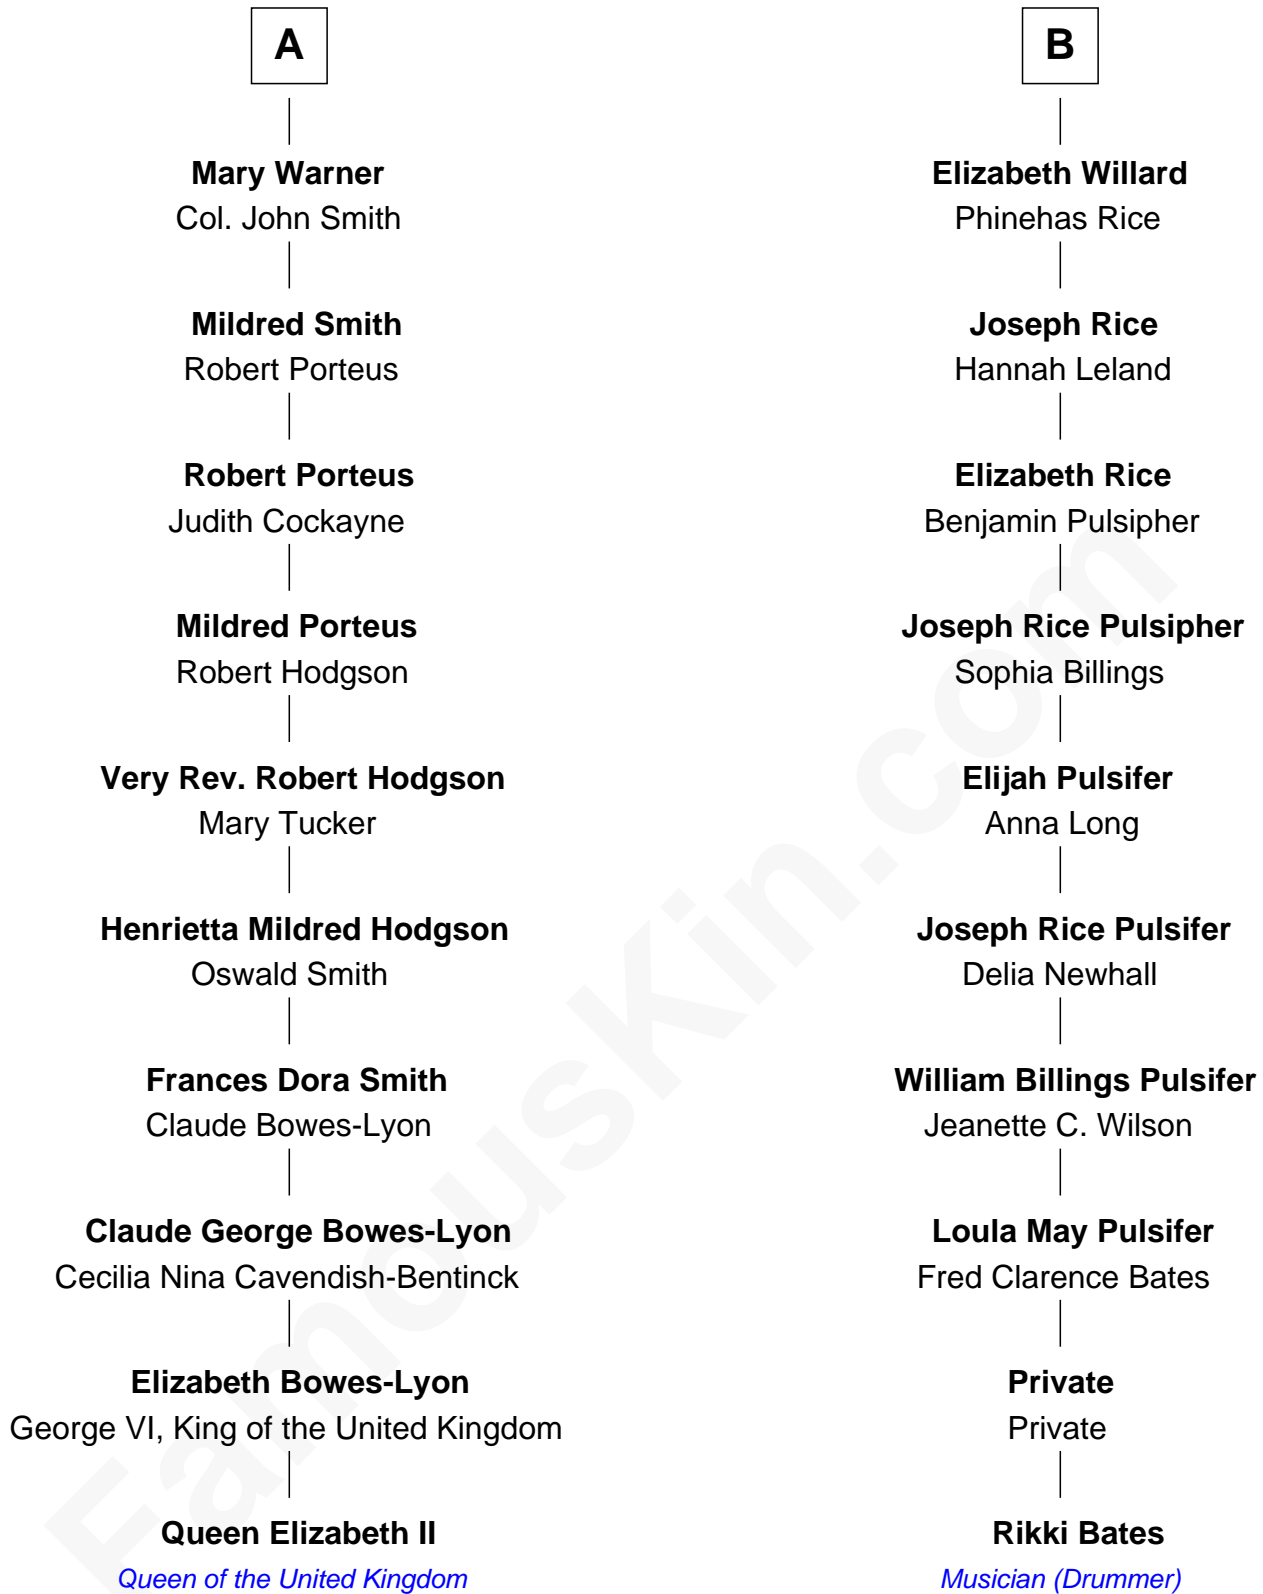 A
Mary Warner
Col. John Smith
Mildred Smith
Robert Porteus
Robert Porteus
Judith Cockayne
Mildred Porteus
Robert Hodgson
Very Rev. Robert Hodgson
Mary Tucker
Henrietta Mildred Hodgson
Oswald Smith
Frances Dora Smith
Claude Bowes-Lyon
Claude George Bowes-Lyon
Cecilia Nina Cavendish-Bentinck
Elizabeth Bowes-Lyon
George VI, King of the United Kingdom
Queen Elizabeth II
Queen of the United Kingdom
B
Elizabeth Willard
Phinehas Rice
Joseph Rice
Hannah Leland
Elizabeth Rice
Benjamin Pulsipher
Joseph Rice Pulsipher
Sophia Billings
Elijah Pulsifer
Anna Long
Joseph Rice Pulsifer
Delia Newhall
William Billings Pulsifer
Jeanette C. Wilson
Loula May Pulsifer
Fred Clarence Bates
Private
Private
Rikki Bates
Musician (Drummer)
FamousKin.com